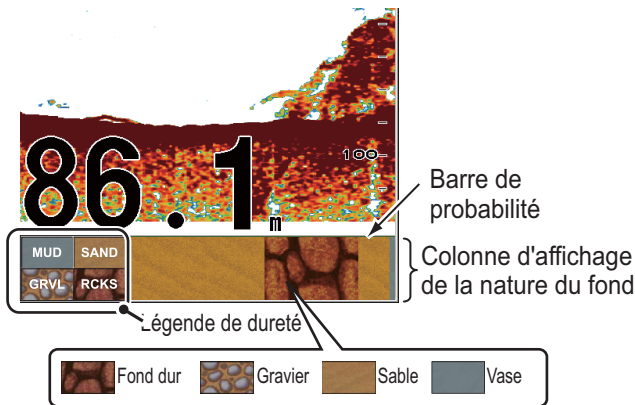 100
86.1 m
Barre de
probabilité
MUD SAND
GRVL RCKS
Colonne d'affichage
de la nature du fond
Légende de dureté
Fond dur Gravier Sable Vase